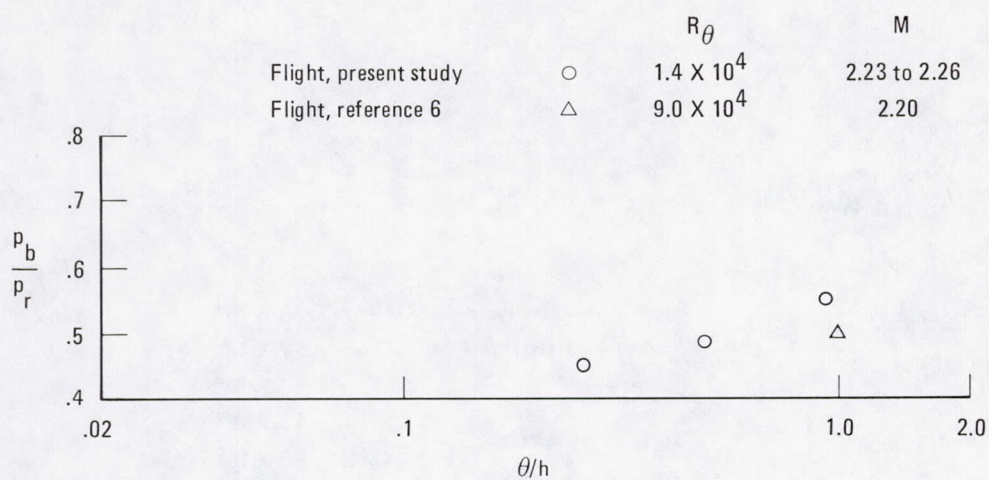 Rθ M
Flight, present study ○ 1.4 X 10⁴ 2.23 to 2.26
Flight, reference 6 △ 9.0 X 10⁴ 2.20
.8
.7
p_b
.6
p_r
.5
.4
.02 .1 1.0 2.0
θ/h